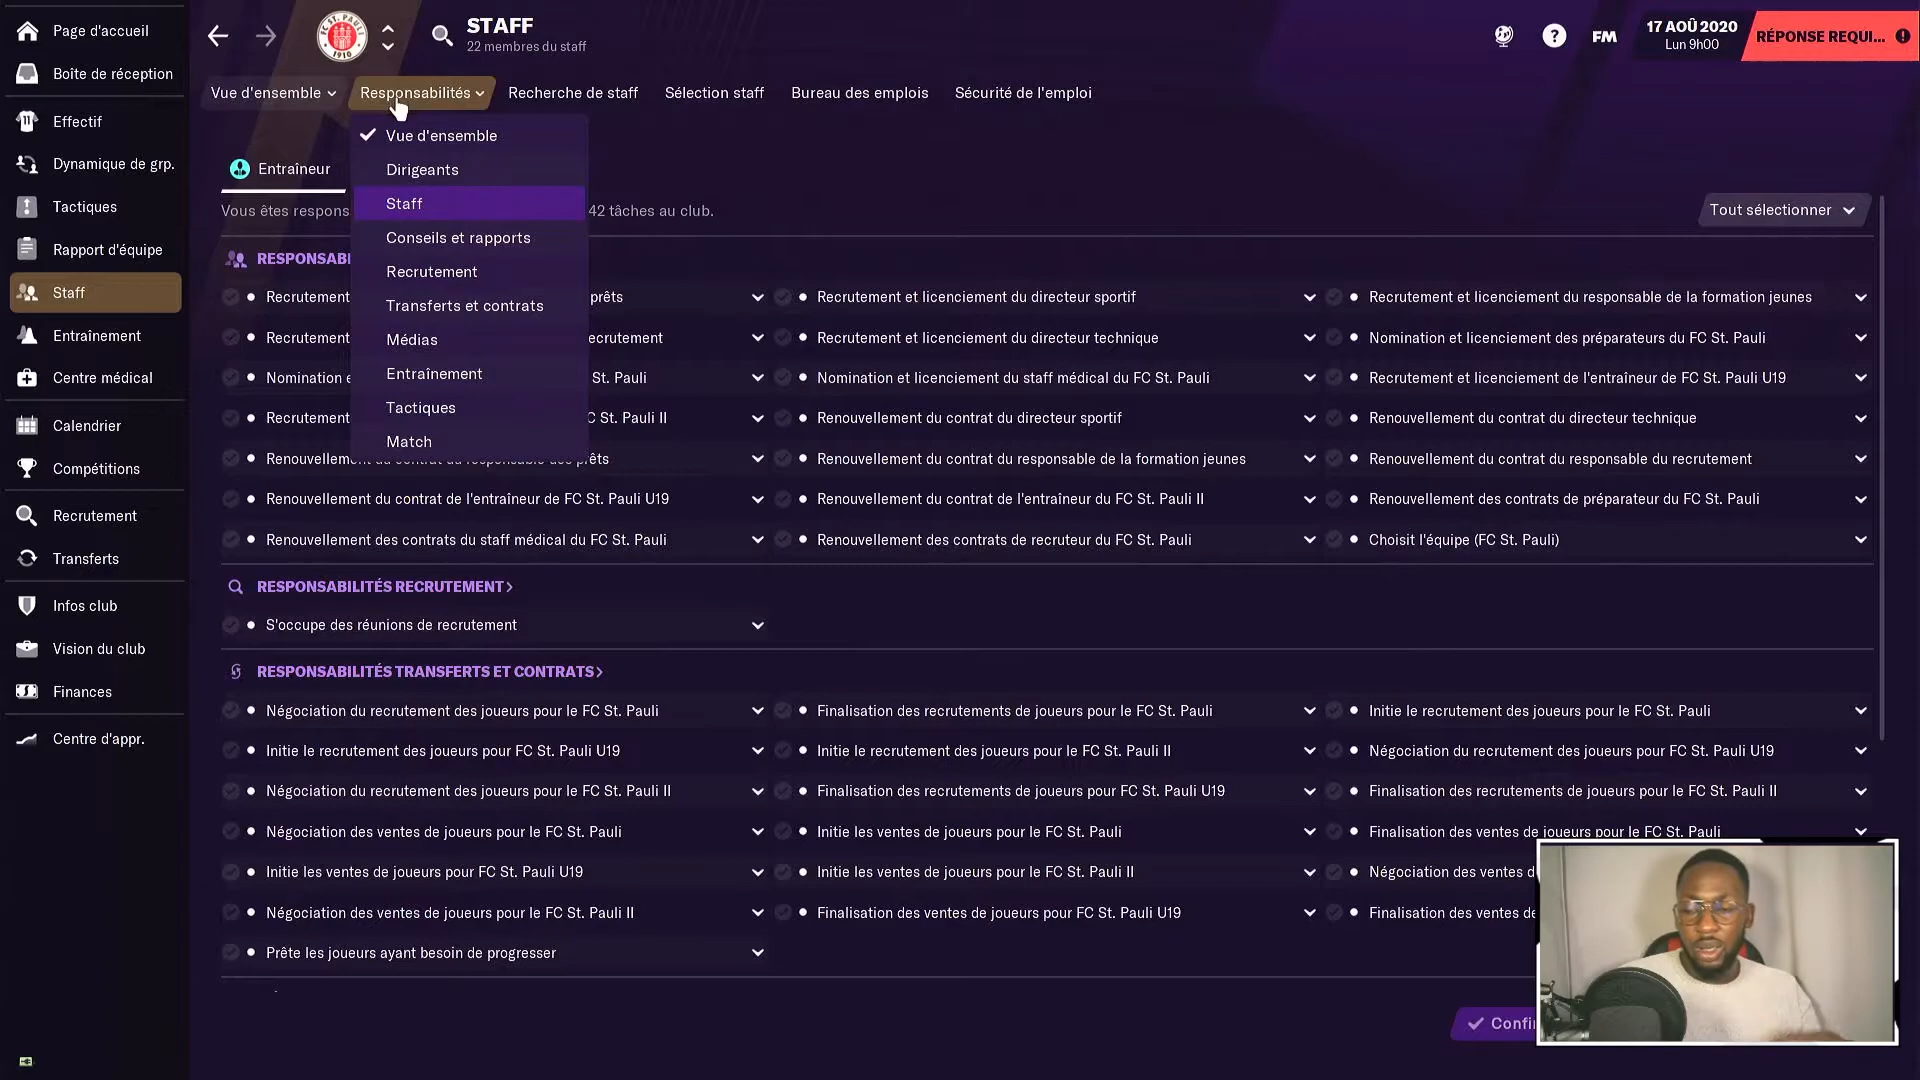 Page d'accueil
Boîte de réception
Effectif
Dynamique de grp.
Tactiques
Rapport d'équipe
Staff
Entraînement
Centre médical
Calendrier
Compétitions
Recrutement
Transferts
Infos club
Vision du club
Finances
Centre d'appr.
FC ST. PAULI
1910
STAFF
22 membres du staff
FM
17 AOÛ 2020
Lun 9h00
RÉPONSE REQUI...
Vue d'ensemble
Responsabilités
Recherche de staff
Sélection staff
Bureau des emplois
Sécurité de l'emploi
Vue d'ensemble
Dirigeants
Staff
Conseils et rapports
Recrutement
Transferts et contrats
Médias
Entraînement
Tactiques
Match
Entraîneur
Vous êtes respons 42 tâches au club.
Tout sélectionner
RESPONSABI
Recrutement prêts
Recrutement et licenciement du directeur sportif
Recrutement et licenciement du responsable de la formation jeunes
Recrutement ecrutement
Recrutement et licenciement du directeur technique
Nomination et licenciement des préparateurs du FC St. Pauli
Nomination e St. Pauli
Nomination et licenciement du staff médical du FC St. Pauli
Recrutement et licenciement de l'entraîneur de FC St. Pauli U19
Recrutement C St. Pauli II
Renouvellement du contrat du directeur sportif
Renouvellement du contrat du directeur technique
Renouvellement du contrat du responsable des prêts
Renouvellement du contrat du responsable de la formation jeunes
Renouvellement du contrat du responsable du recrutement
Renouvellement du contrat de l'entraîneur de FC St. Pauli U19
Renouvellement du contrat de l'entraîneur du FC St. Pauli II
Renouvellement des contrats de préparateur du FC St. Pauli
Renouvellement des contrats du staff médical du FC St. Pauli
Renouvellement des contrats de recruteur du FC St. Pauli
Choisit l'équipe (FC St. Pauli)
RESPONSABILITÉS RECRUTEMENT>
S'occupe des réunions de recrutement
RESPONSABILITÉS TRANSFERTS ET CONTRATS>
Négociation du recrutement des joueurs pour le FC St. Pauli
Finalisation des recrutements de joueurs pour le FC St. Pauli
Initie le recrutement des joueurs pour le FC St. Pauli
Initie le recrutement des joueurs pour FC St. Pauli U19
Initie le recrutement des joueurs pour le FC St. Pauli II
Négociation du recrutement des joueurs pour FC St. Pauli U19
Négociation du recrutement des joueurs pour le FC St. Pauli II
Finalisation des recrutements de joueurs pour FC St. Pauli U19
Finalisation des recrutements de joueurs pour le FC St. Pauli II
Négociation des ventes de joueurs pour le FC St. Pauli
Initie les ventes de joueurs pour le FC St. Pauli
Finalisation des ventes de joueurs pour le FC St. Pauli
Initie les ventes de joueurs pour FC St. Pauli U19
Initie les ventes de joueurs pour le FC St. Pauli II
Négociation des ventes d
Négociation des ventes de joueurs pour le FC St. Pauli II
Finalisation des ventes de joueurs pour FC St. Pauli U19
Finalisation des ventes de
Prête les joueurs ayant besoin de progresser
Confi